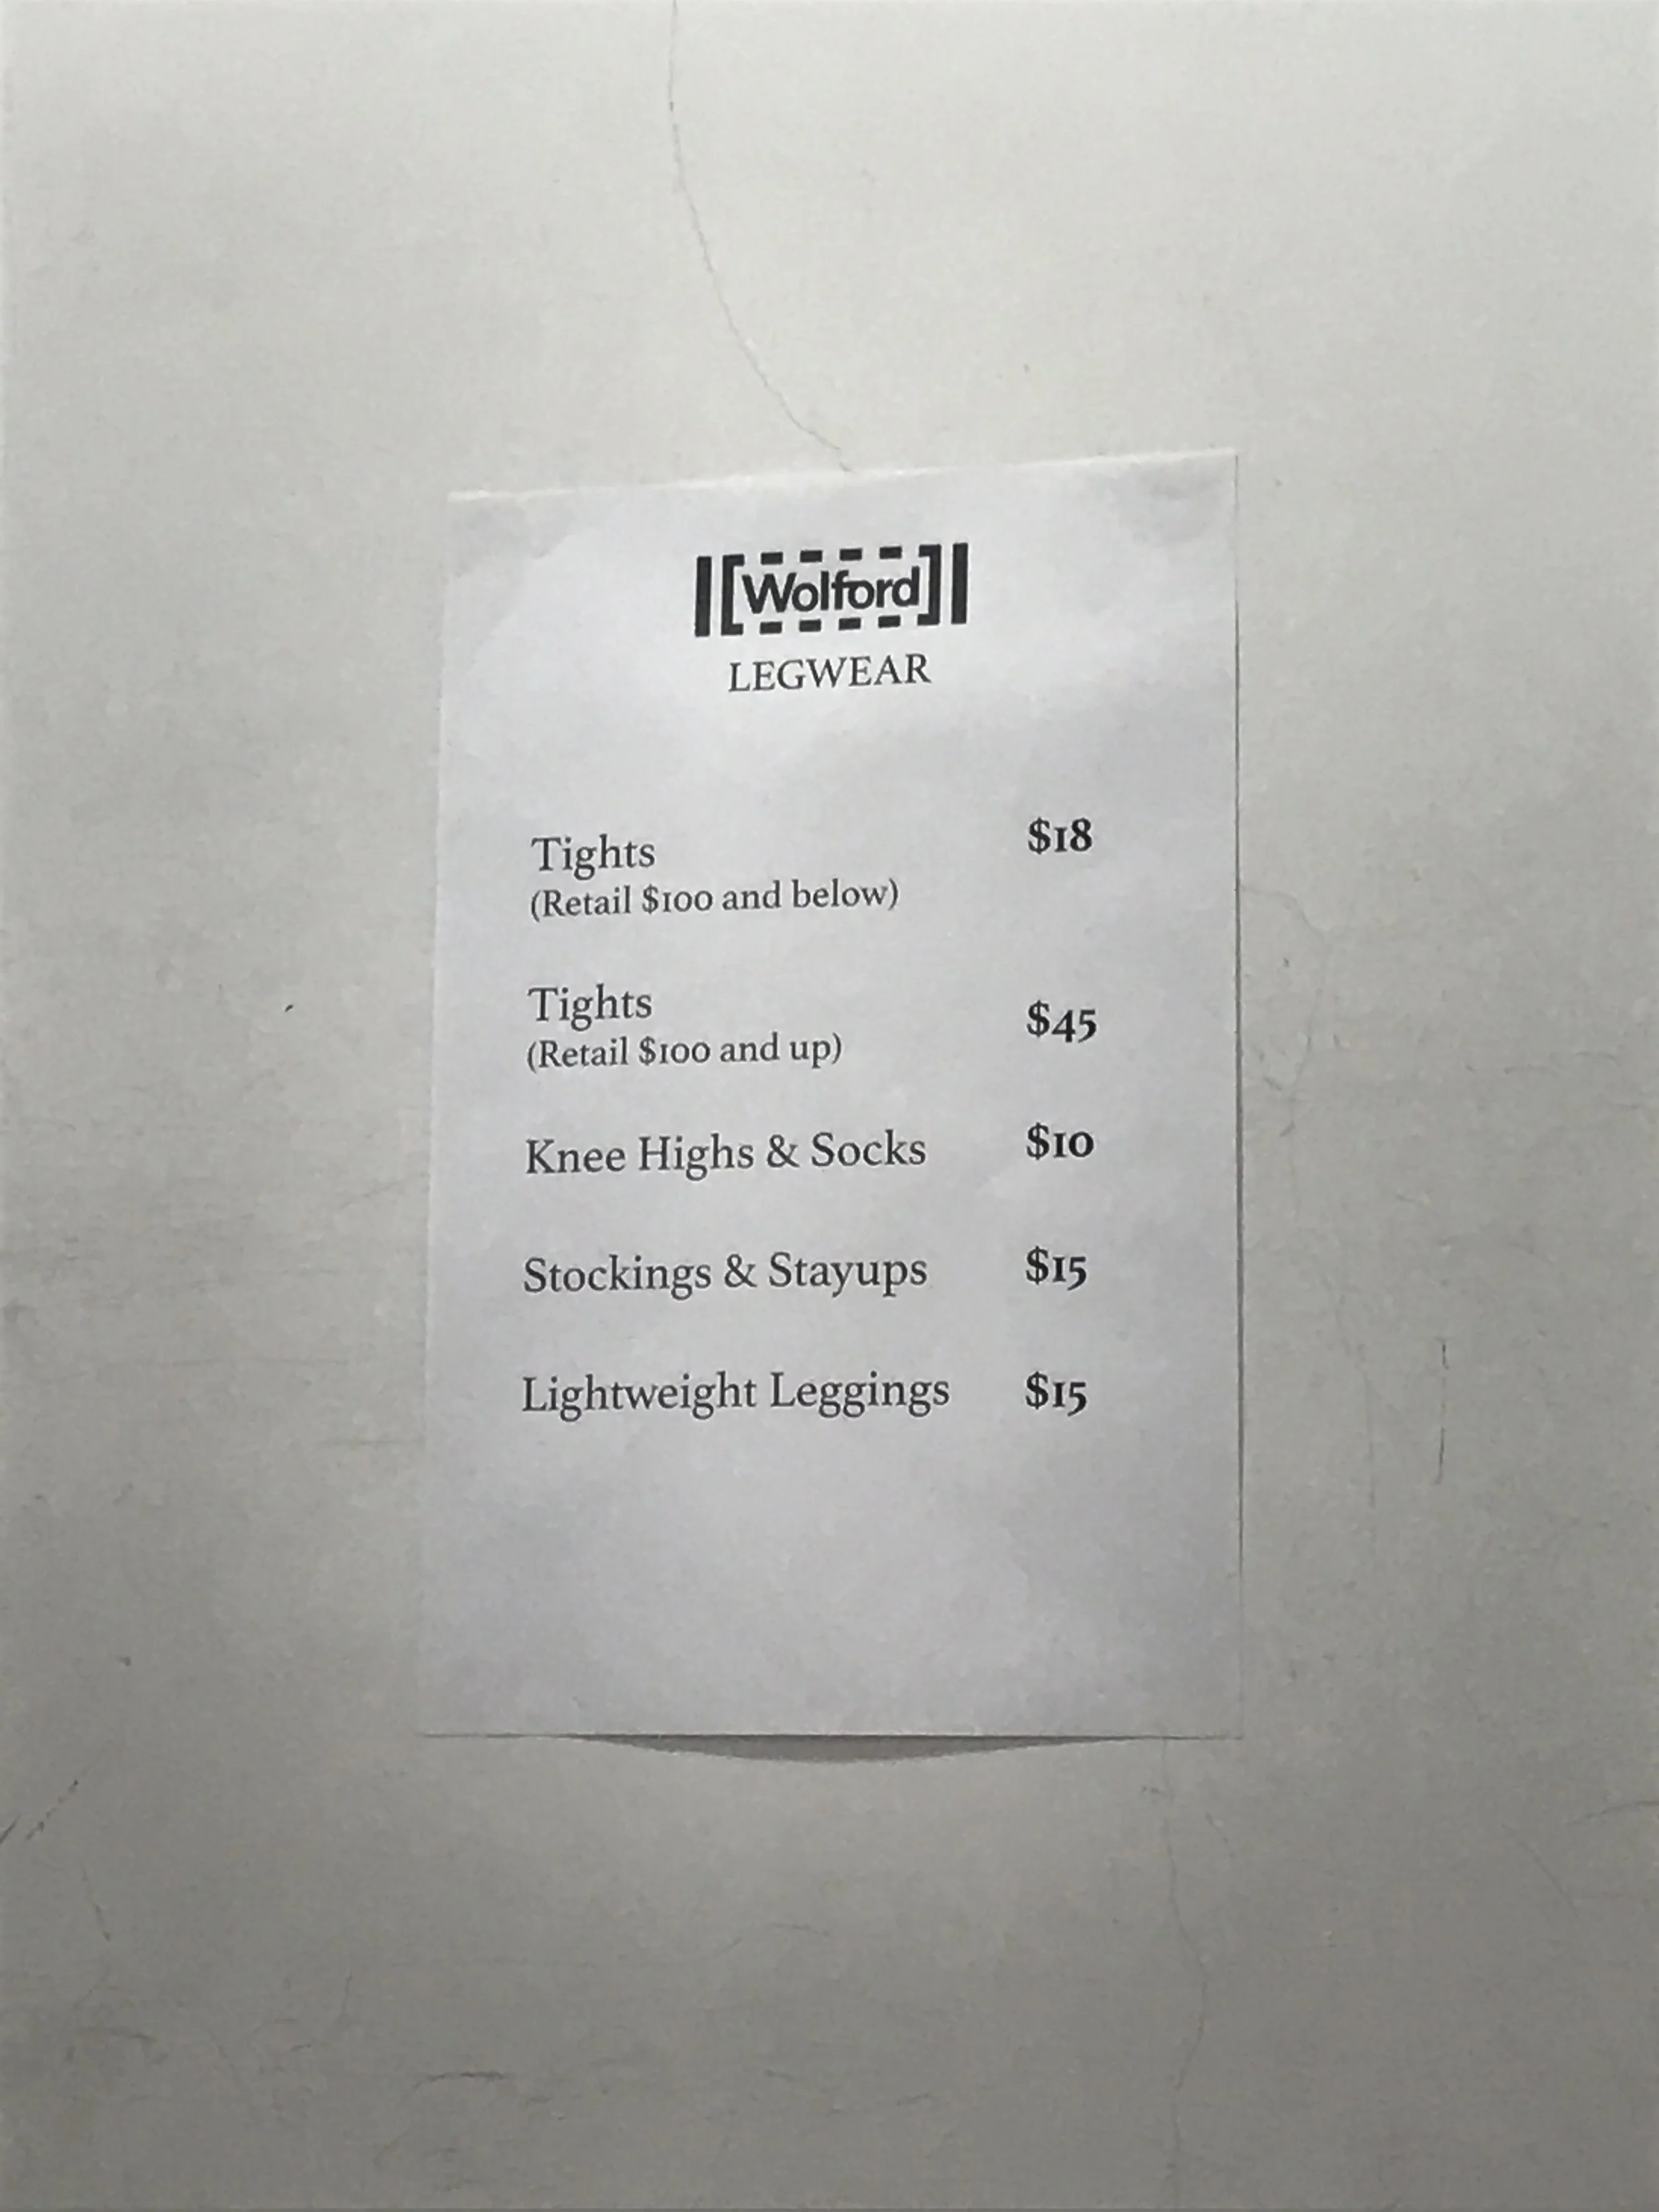 Wolford
LEGWEAR
Tights $18
(Retail $100 and below)
Tights
(Retail $100 and up) $45
Knee Highs & Socks $10
Stockings & Stayups $15
Lightweight Leggings $15